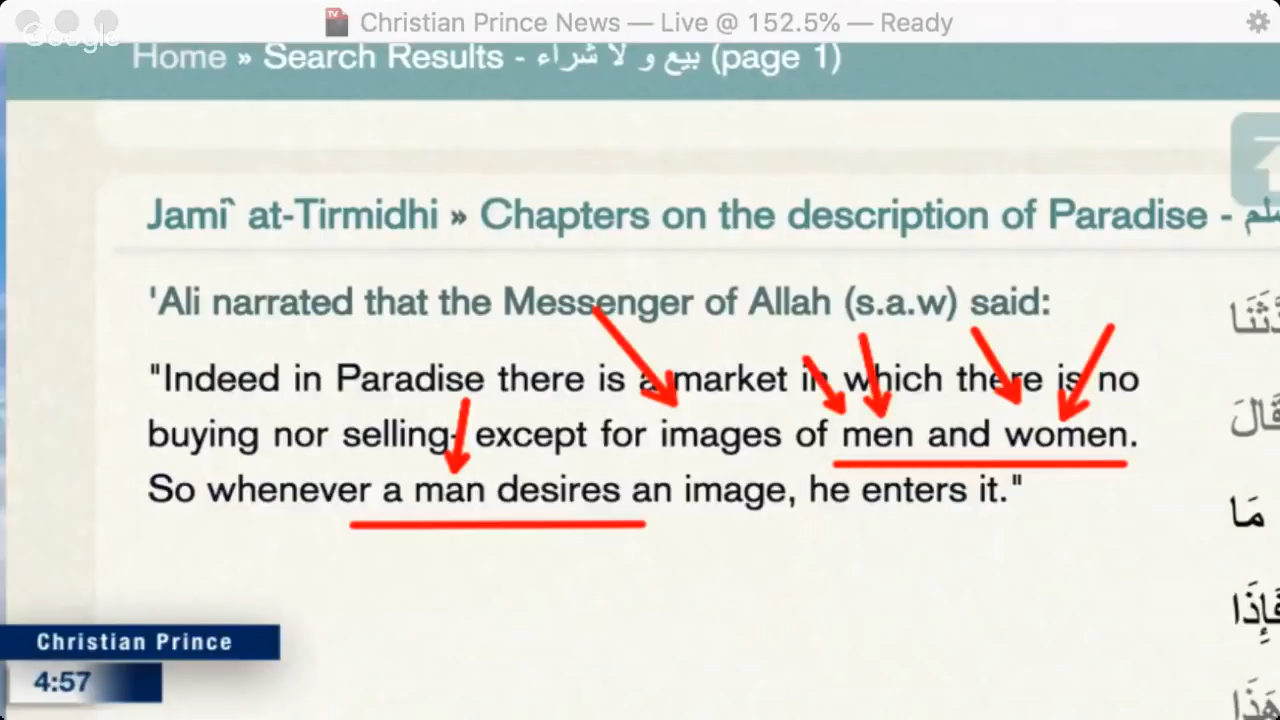 Christian Prince News — Live @ 152.5% — Ready
Google
Home » Search Results - بيع و لا شراء (page 1)
Jami` at-Tirmidhi » Chapters on the description of Paradise -
'Ali narrated that the Messenger of Allah (s.a.w) said:
"Indeed in Paradise there is a market in which there is no
buying nor selling- except for images of men and women.
So whenever a man desires an image, he enters it."
قَالَ
مَا
فَإِذَا
Christian Prince
4:57